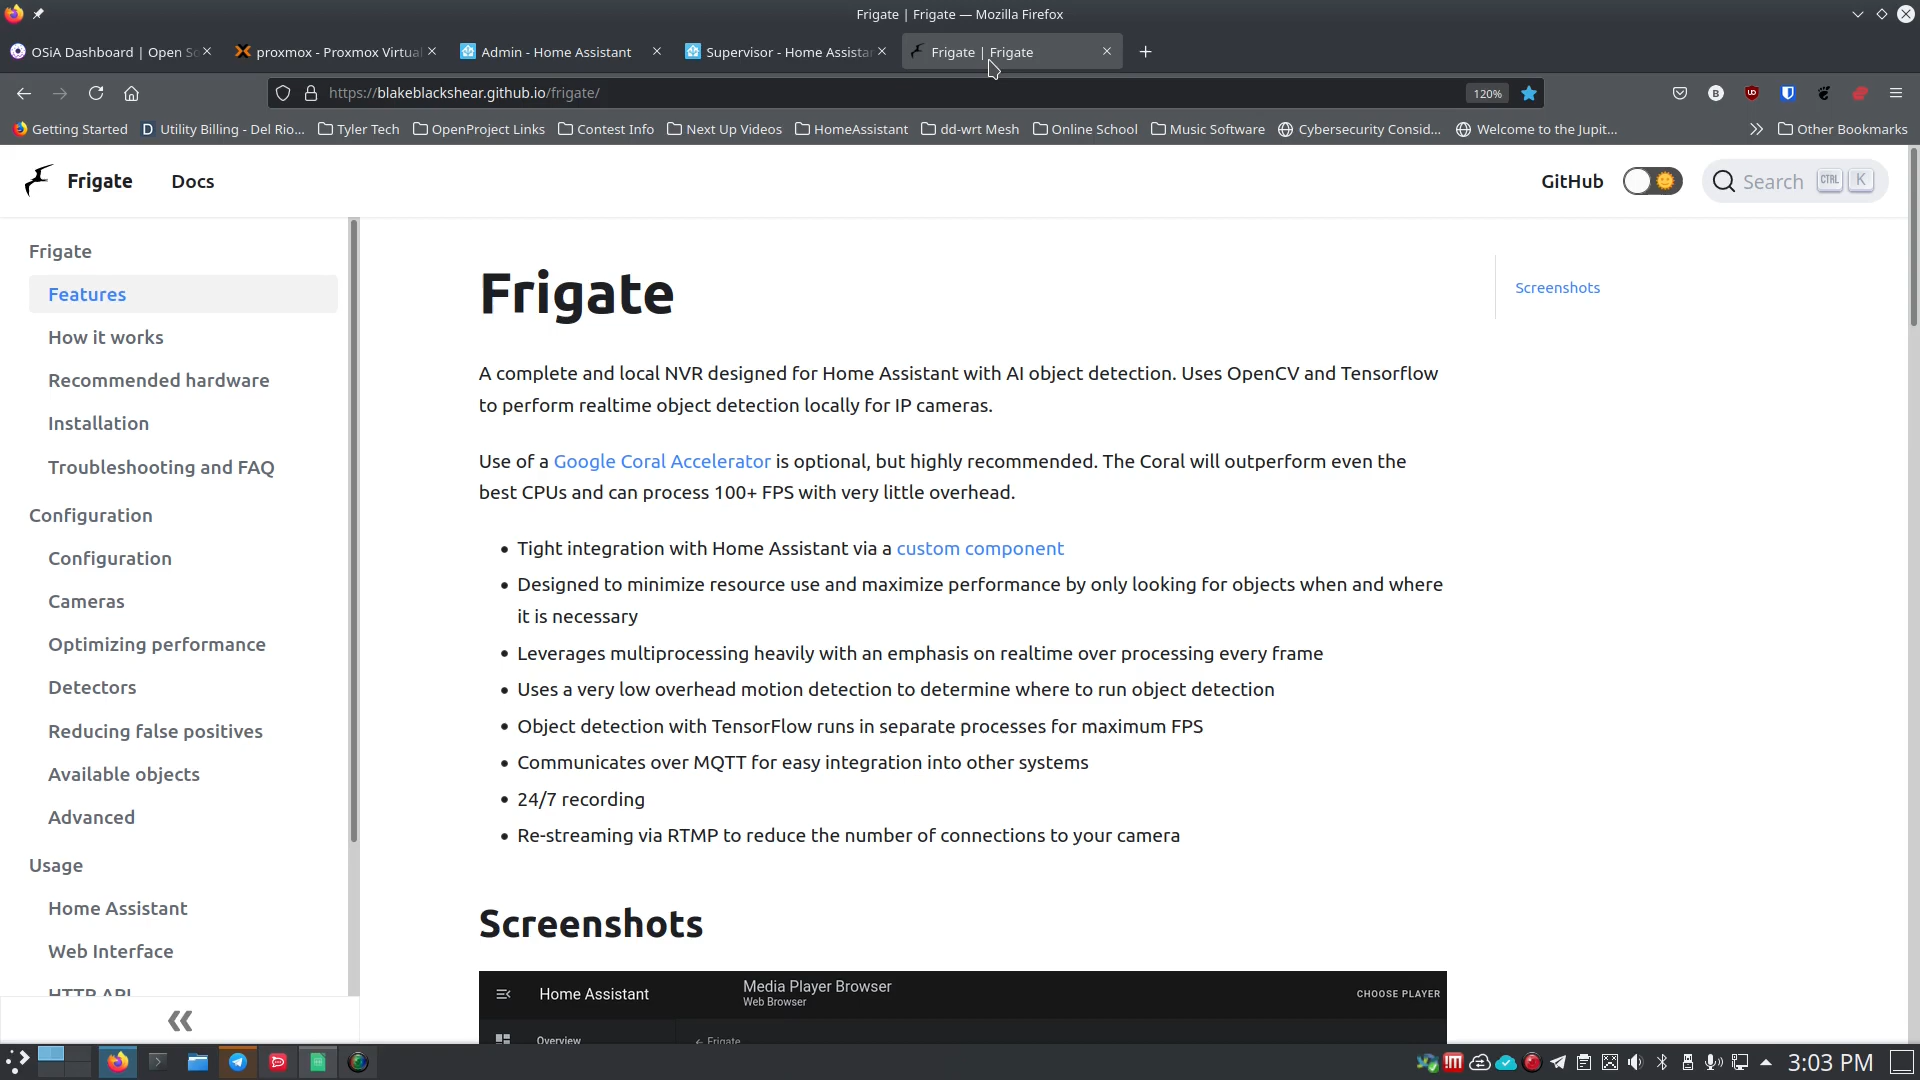 Frigate | Frigate — Mozilla Firefox
OSiA Dashboard | Open So
proxmox - Proxmox Virtual
Admin - Home Assistant
Supervisor - Home Assistan
Frigate | Frigate
https://blakeblackshear.github.io/frigate/
120%
Getting Started
Utility Billing - Del Rio...
Tyler Tech
OpenProject Links
Contest Info
Next Up Videos
HomeAssistant
dd-wrt Mesh
Online School
Music Software
Cybersecurity Consid...
Welcome to the Jupit...
Other Bookmarks
Frigate
Docs
GitHub
Search
CTRL
K
Frigate
Features
How it works
Recommended hardware
Installation
Troubleshooting and FAQ
Configuration
Configuration
Cameras
Optimizing performance
Detectors
Reducing false positives
Available objects
Advanced
Usage
Home Assistant
Web Interface
HTTP API
Frigate
A complete and local NVR designed for Home Assistant with AI object detection. Uses OpenCV and Tensorflow
to perform realtime object detection locally for IP cameras.
Use of a Google Coral Accelerator is optional, but highly recommended. The Coral will outperform even the
best CPUs and can process 100+ FPS with very little overhead.
• Tight integration with Home Assistant via a custom component
• Designed to minimize resource use and maximize performance by only looking for objects when and where
it is necessary
• Leverages multiprocessing heavily with an emphasis on realtime over processing every frame
• Uses a very low overhead motion detection to determine where to run object detection
• Object detection with TensorFlow runs in separate processes for maximum FPS
• Communicates over MQTT for easy integration into other systems
• 24/7 recording
• Re-streaming via RTMP to reduce the number of connections to your camera
Screenshots
Screenshots
Home Assistant
Media Player Browser
Web Browser
CHOOSE PLAYER
Overview
← Frigate
3:03 PM